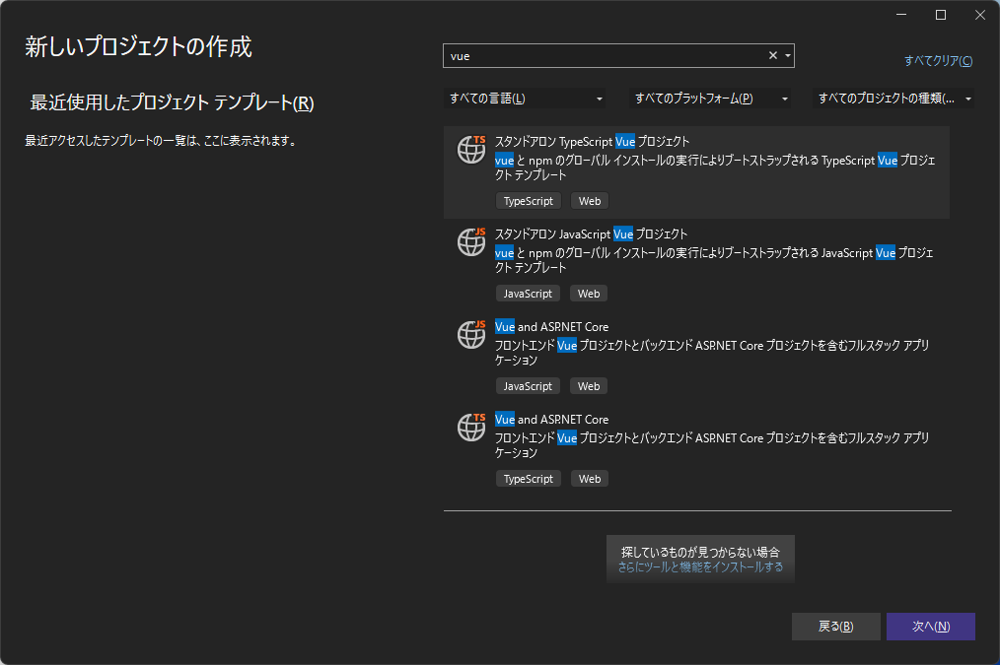 新しいプロジェクトの作成
最近使用したプロジェクト テンプレート(R)
最近アクセスしたテンプレートの一覧は、ここに表示されます。
vue
すべてクリア(C)
すべての言語(L)
すべてのプラットフォーム(P)
すべてのプロジェクトの種類(...
TS
スタンドアロン TypeScript Vue プロジェクト
vue と npm のグローバル インストールの実行によりブートストラップされる TypeScript Vue プロジェ
クト テンプレート
TypeScript Web
JS
スタンドアロン JavaScript Vue プロジェクト
vue と npm のグローバル インストールの実行によりブートストラップされる JavaScript Vue プロジェ
クト テンプレート
JavaScript Web
JS
Vue and ASP.NET Core
フロントエンド Vue プロジェクトとバックエンド ASP.NET Core プロジェクトを含むフルスタック アプリ
ケーション
JavaScript Web
TS
Vue and ASP.NET Core
フロントエンド Vue プロジェクトとバックエンド ASP.NET Core プロジェクトを含むフルスタック アプリ
ケーション
TypeScript Web
探しているものが見つからない場合
さらにツールと機能をインストールする
戻る(B)
次へ(N)